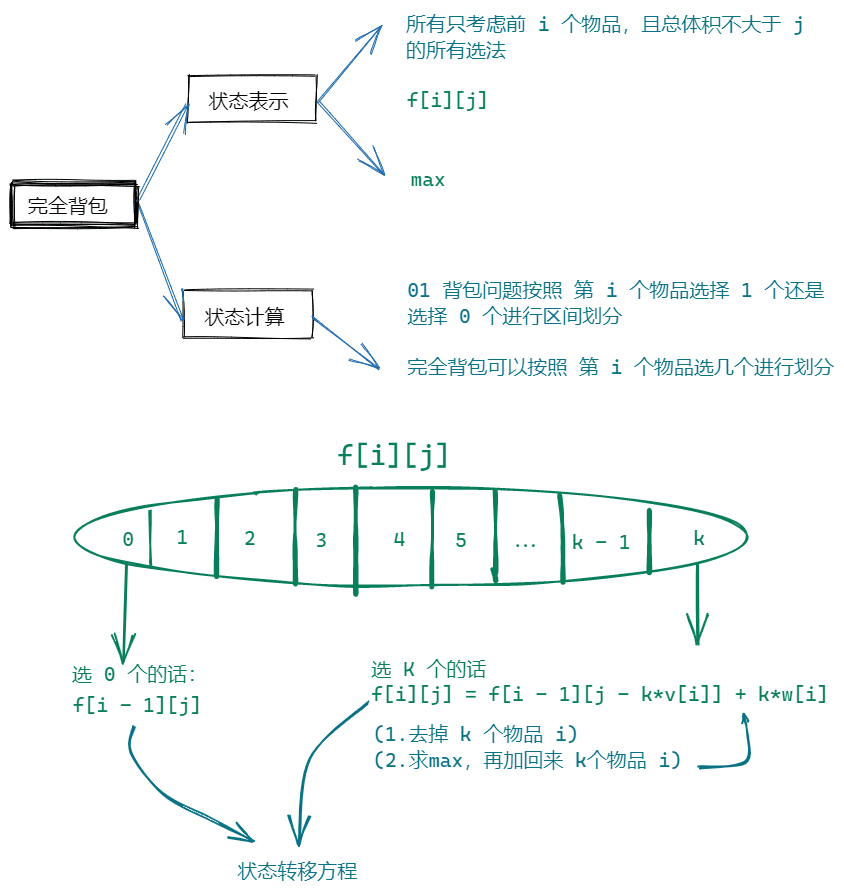 所有只考虑前 i 个物品, 且总体积不大于 j
的所有选法
状态表示
f[i][j]
max
完全背包
01 背包问题按照 第 i 个物品选择 1 个还是
选择 0 个进行区间划分
状态计算
完全背包可以按照 第 i 个物品选几个进行划分
f[i][j]
0 1 2 3 4 5 ... k - 1 k
选 0 个的话:
f[i - 1][j]
选 K 个的话
f[i][j] = f[i - 1][j - k*v[i]] + k*w[i]
(1.去掉 k 个物品 i)
(2.求max, 再加回来 k个物品 i)
状态转移方程